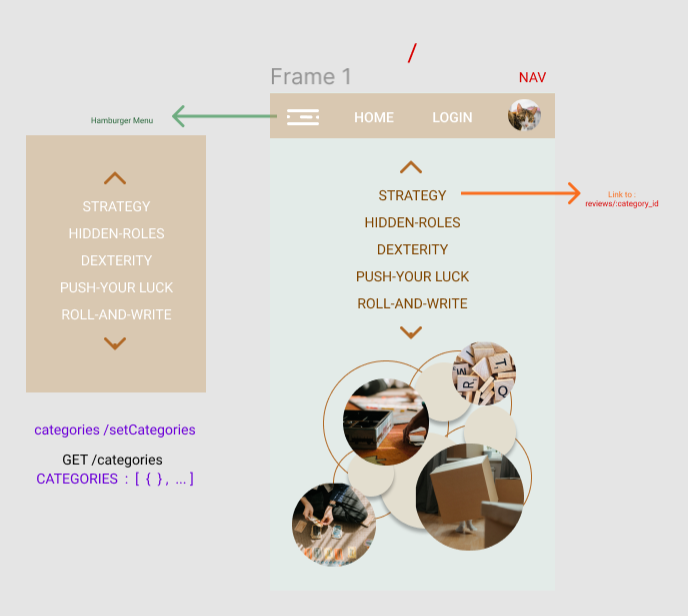 /
Frame 1
NAV
HOME
LOGIN
Hamburger Menu
STRATEGY
HIDDEN-ROLES
DEXTERITY
PUSH-YOUR LUCK
ROLL-AND-WRITE
STRATEGY
HIDDEN-ROLES
DEXTERITY
PUSH-YOUR LUCK
ROLL-AND-WRITE
Link to :
reviews/:category_id
categories /setCategories
GET /categories
CATEGORIES : [ { } , ... ]